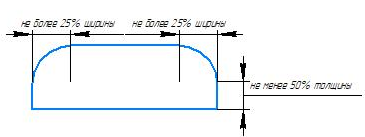 не более 25% ширины
не более 25% ширины
не менее 50% толщины